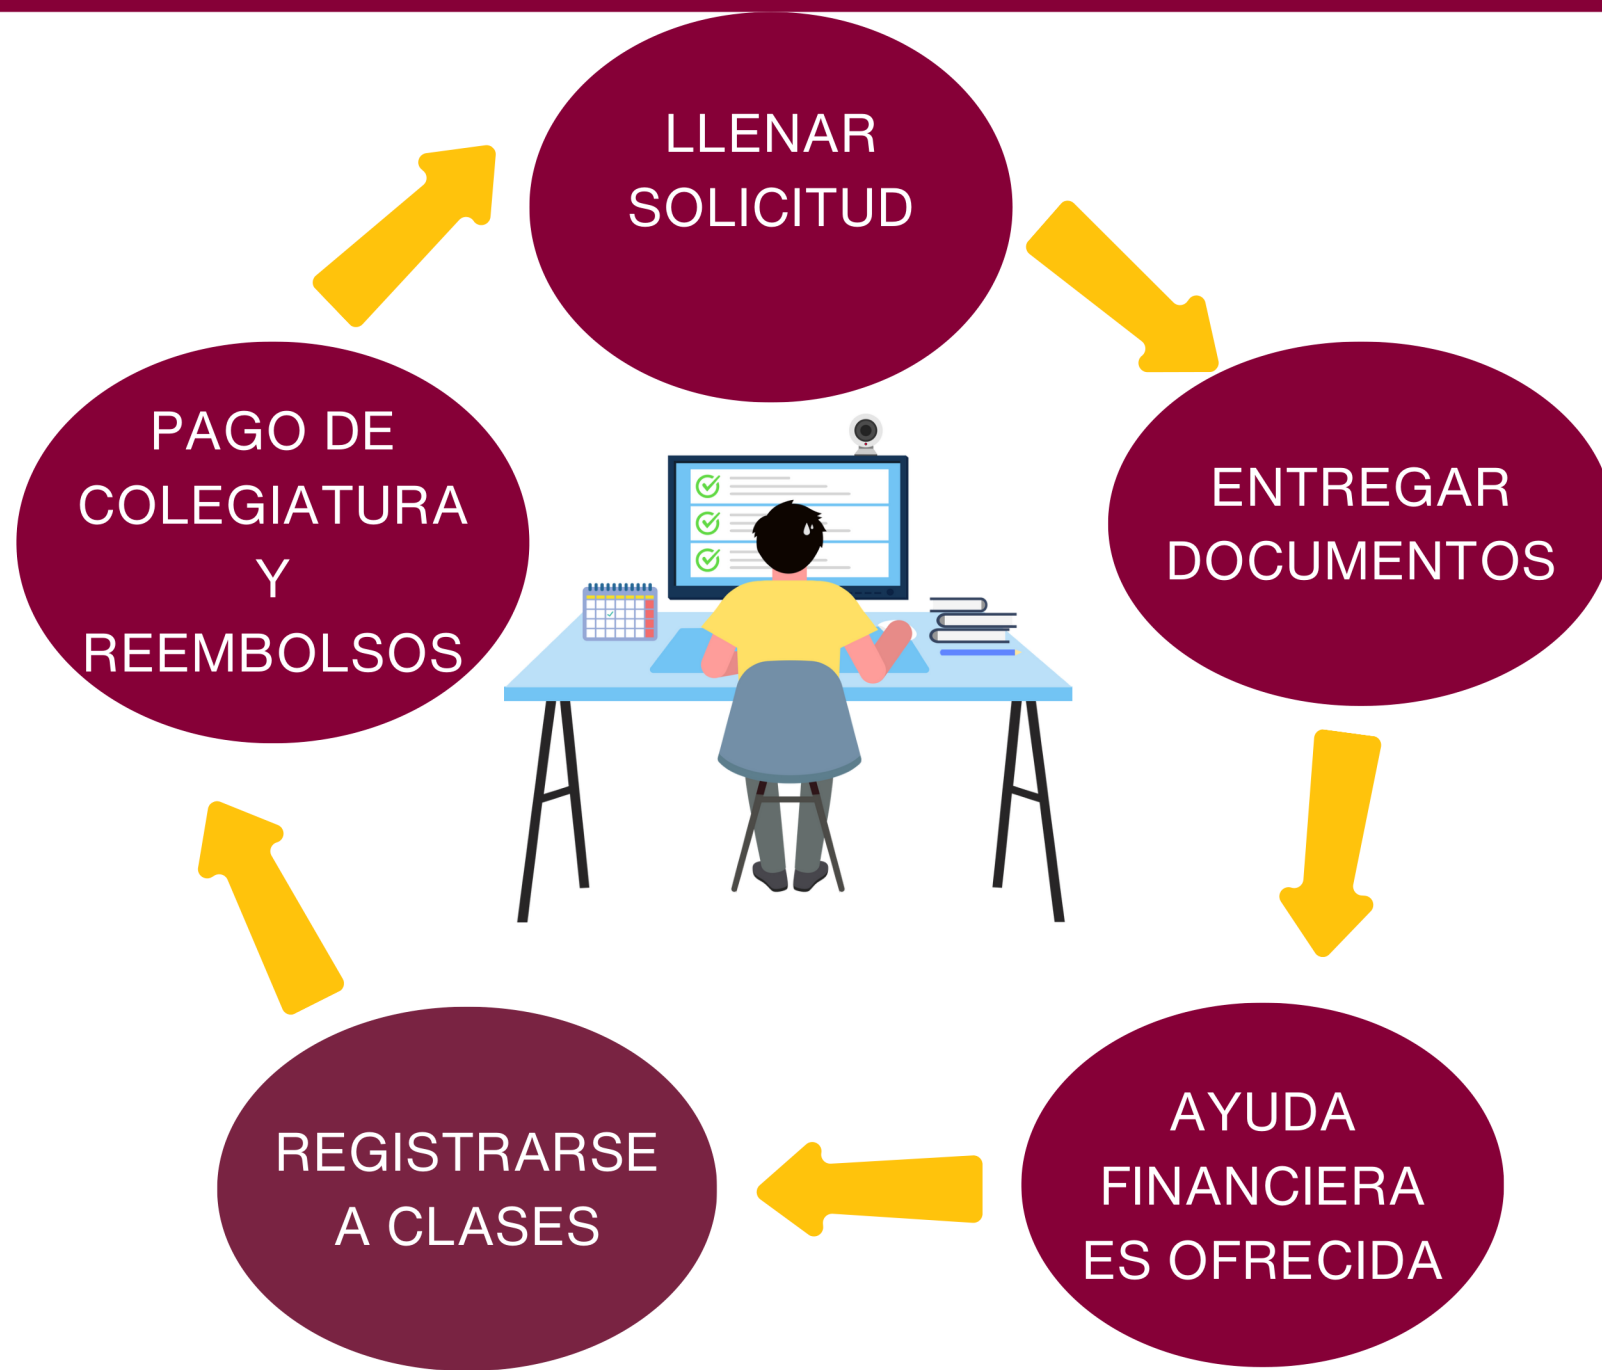 LLENAR
SOLICITUD
ENTREGAR
DOCUMENTOS
AYUDA
FINANCIERA
ES OFRECIDA
REGISTRARSE
A CLASES
PAGO DE
COLEGIATURA
Y
REEMBOLSOS